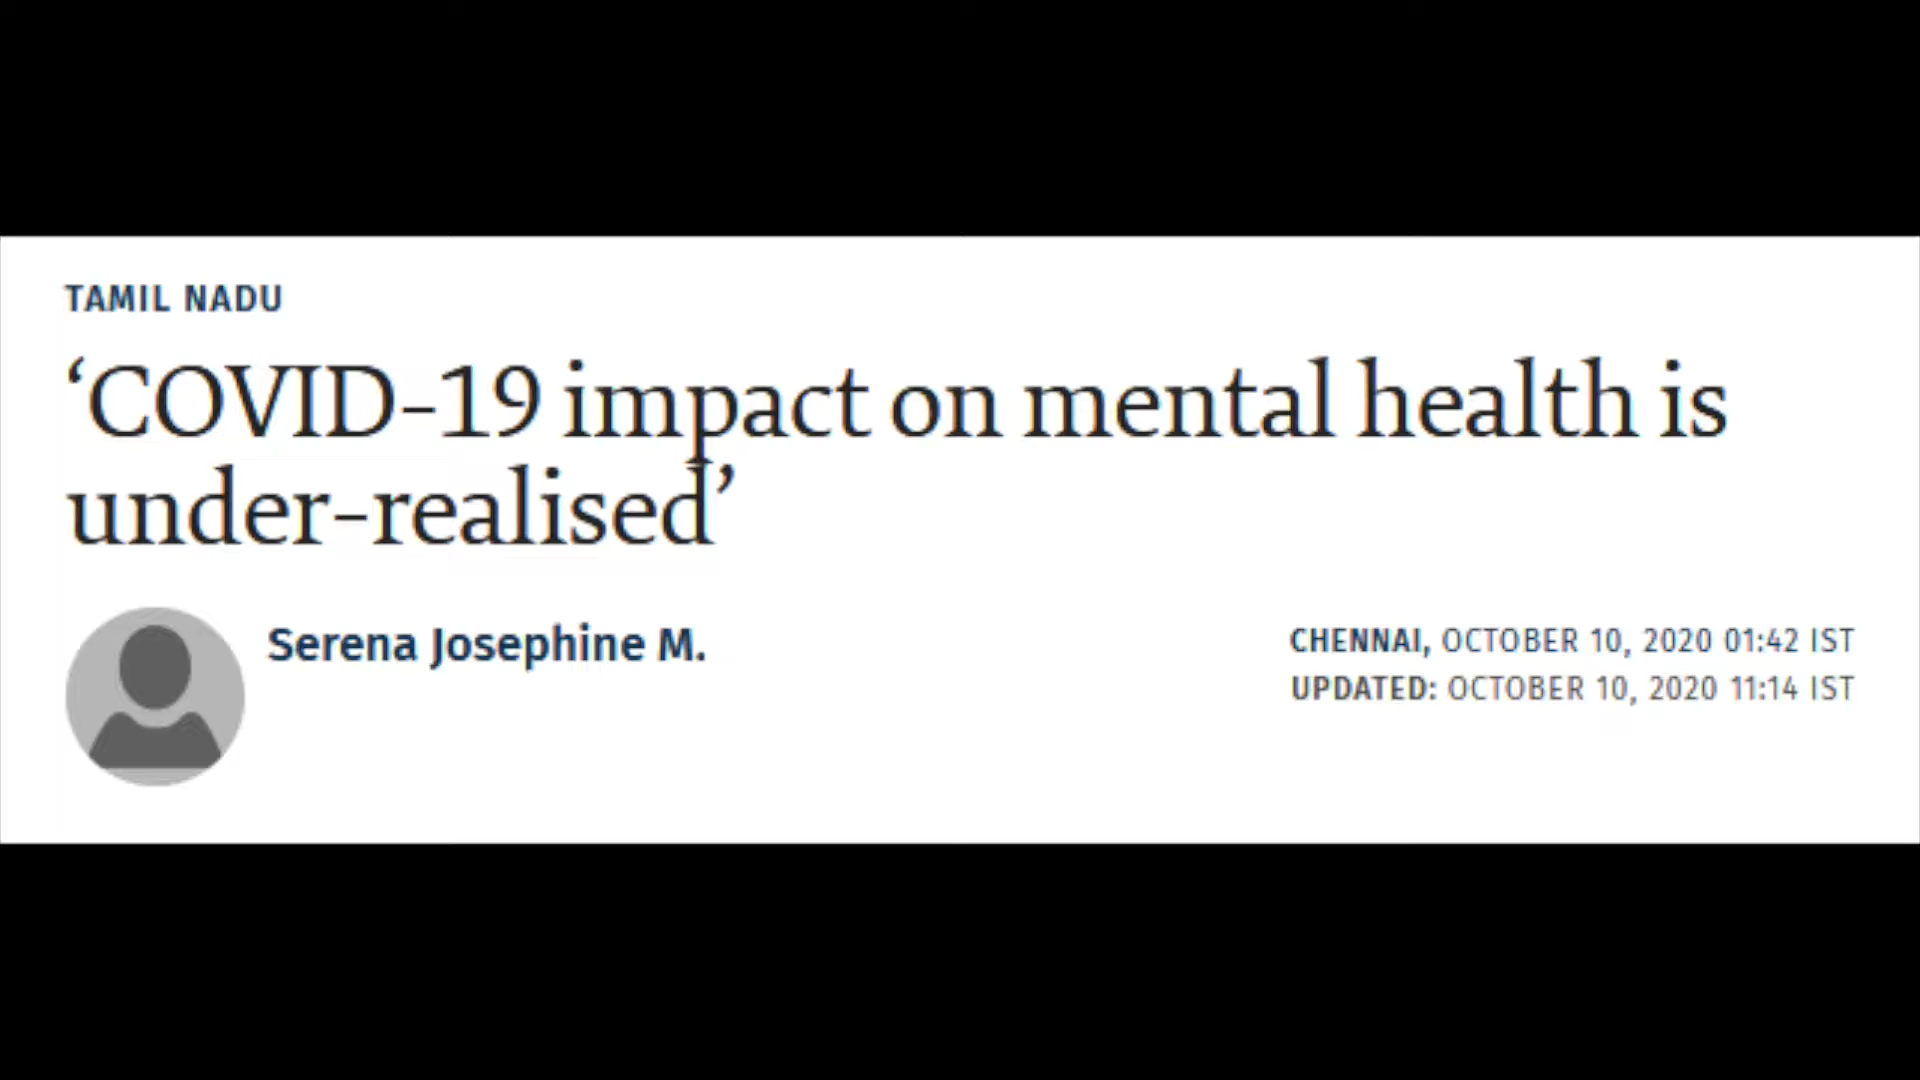 TAMIL NADU
‘COVID-19 impact on mental health is
under-realised’
Serena Josephine M.
CHENNAI, OCTOBER 10, 2020 01:42 IST
UPDATED: OCTOBER 10, 2020 11:14 IST